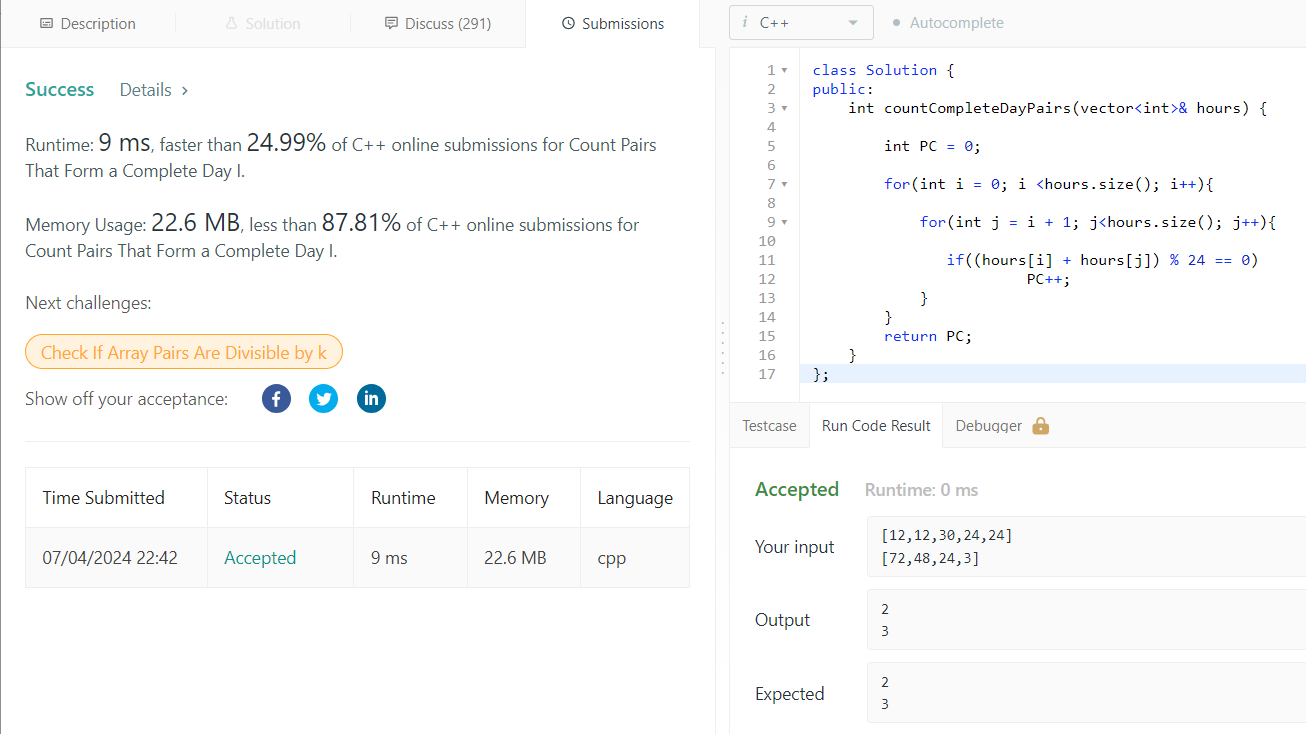 Description
Solution
Discuss (291)
Submissions
Success Details >
Runtime: 9 ms, faster than 24.99% of C++ online submissions for Count Pairs
That Form a Complete Day I.
Memory Usage: 22.6 MB, less than 87.81% of C++ online submissions for
Count Pairs That Form a Complete Day I.
Next challenges:
Check If Array Pairs Are Divisible by k
Show off your acceptance:
Time Submitted Status Runtime Memory Language
07/04/2024 22:42 Accepted 9 ms 22.6 MB cpp
i C++ Autocomplete
1 class Solution {
2 public:
3 int countCompleteDayPairs(vector<int>& hours) {
4
5 int PC = 0;
6
7 for(int i = 0; i <hours.size(); i++){
8
9 for(int j = i + 1; j<hours.size(); j++){
10
11 if((hours[i] + hours[j]) % 24 == 0)
12 PC++;
13 }
14 }
15 return PC;
16 }
17 };
Testcase Run Code Result Debugger
Accepted Runtime: 0 ms
Your input
[12,12,30,24,24]
[72,48,24,3]
Output
2
3
Expected
2
3